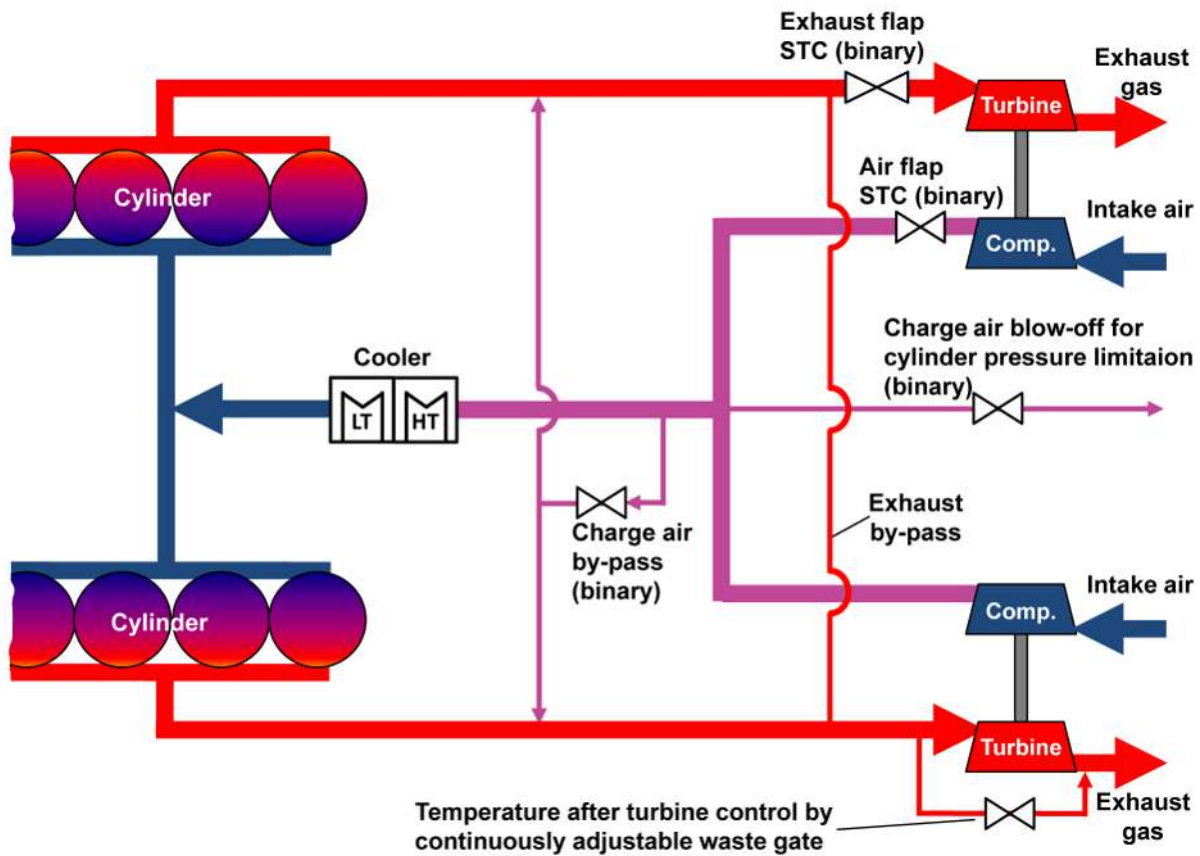 Exhaust flap
STC (binary)
Exhaust
gas
Turbine
Cylinder
Air flap
STC (binary)
Intake air
Comp.
Charge air blow-off for
cylinder pressure limitaion
(binary)
Cooler
LT
HT
Exhaust
by-pass
Charge air
by-pass
(binary)
Intake air
Comp.
Cylinder
Turbine
Temperature after turbine control by
continuously adjustable waste gate
Exhaust
gas